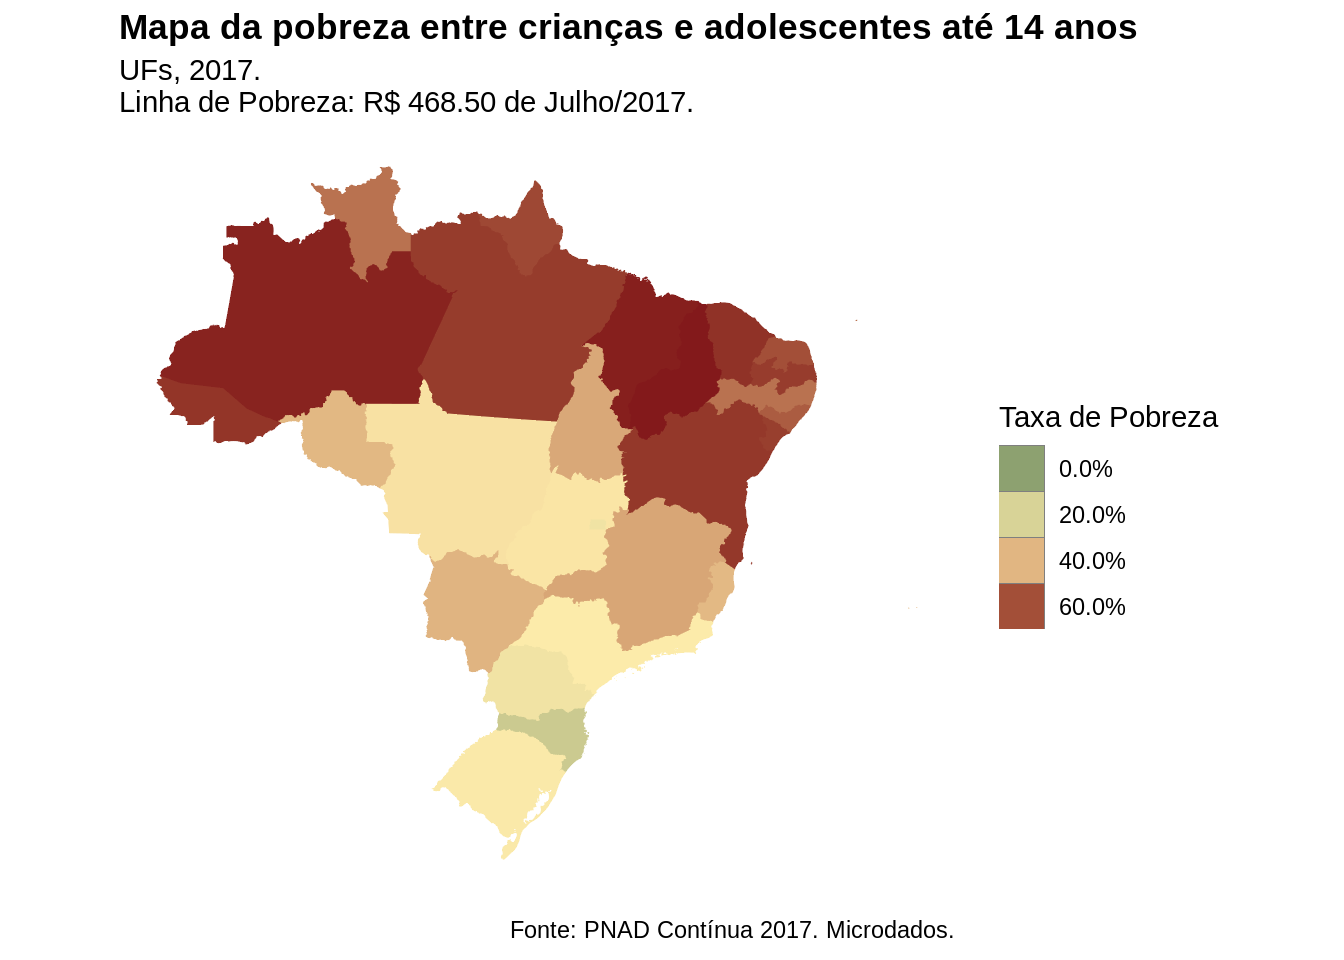 Mapa da pobreza entre crianças e adolescentes até 14 anos
UFs, 2017.
Linha de Pobreza: R$ 468.50 de Julho/2017.
Taxa de Pobreza
0.0%
20.0%
40.0%
60.0%
Fonte: PNAD Contínua 2017. Microdados.